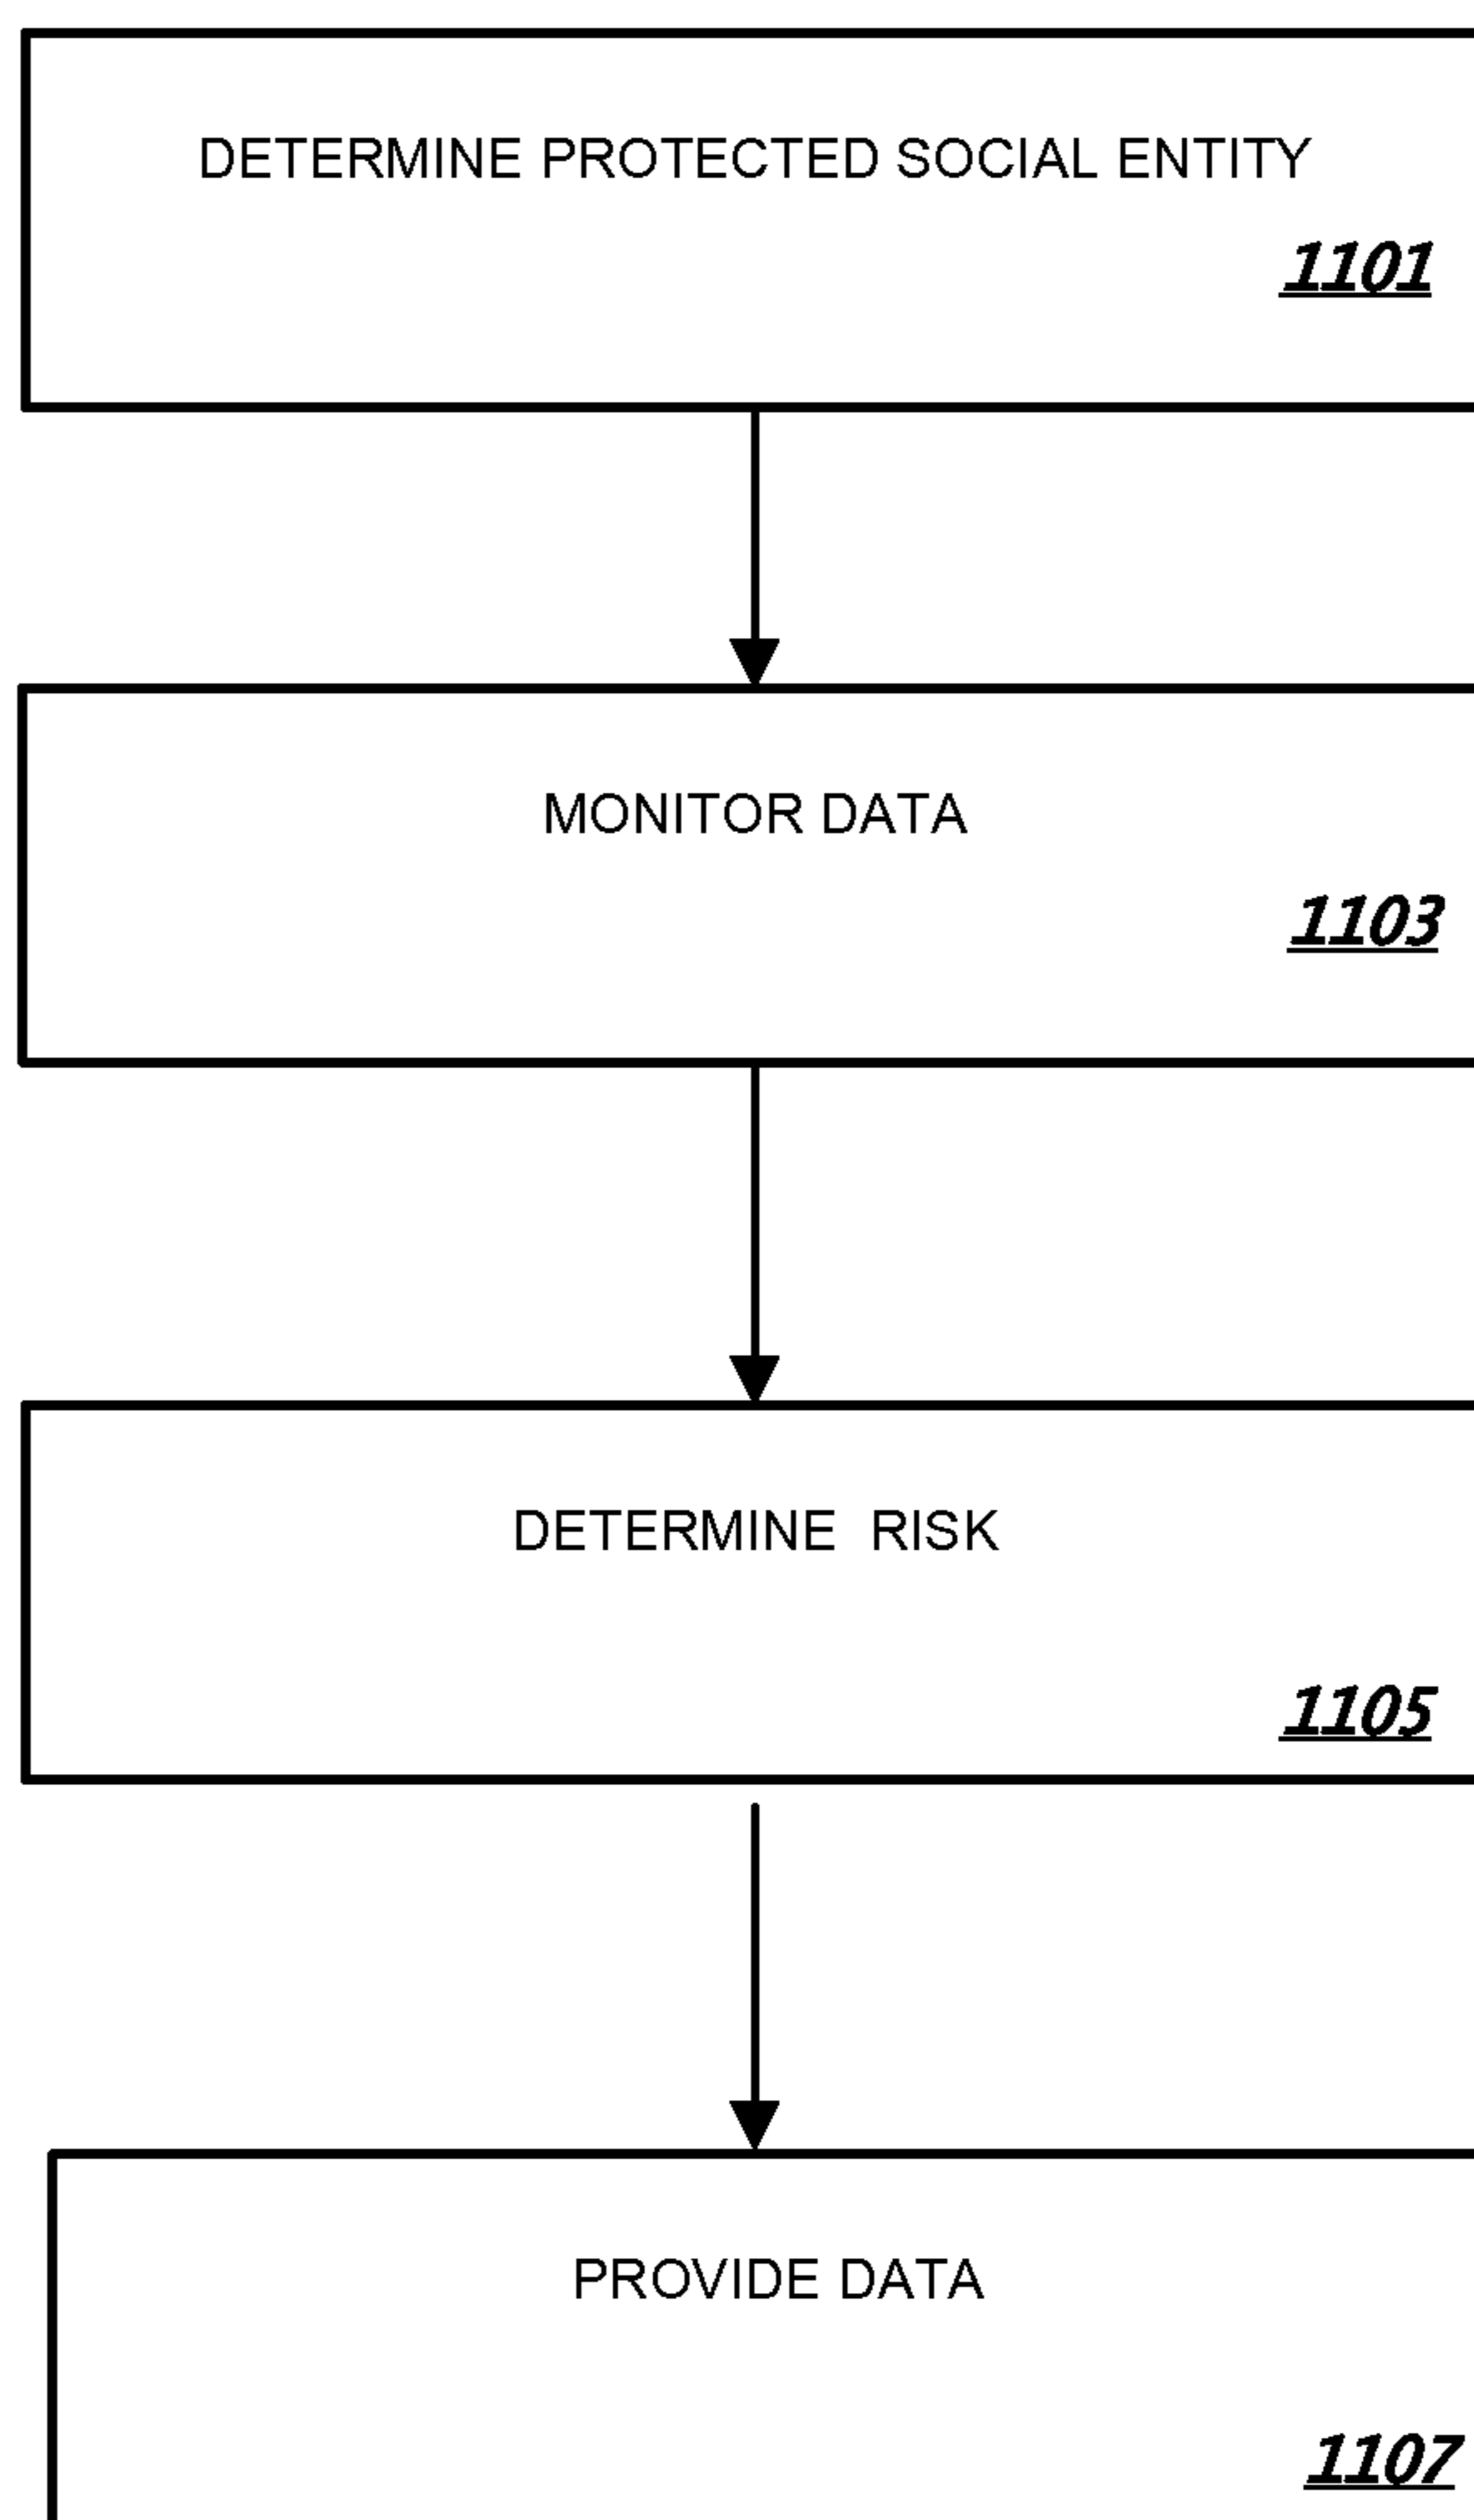 DETERMINE PROTECTED SOCIAL ENTITY
1101
MONITOR DATA
1103
DETERMINE RISK
1105
PROVIDE DATA
1107